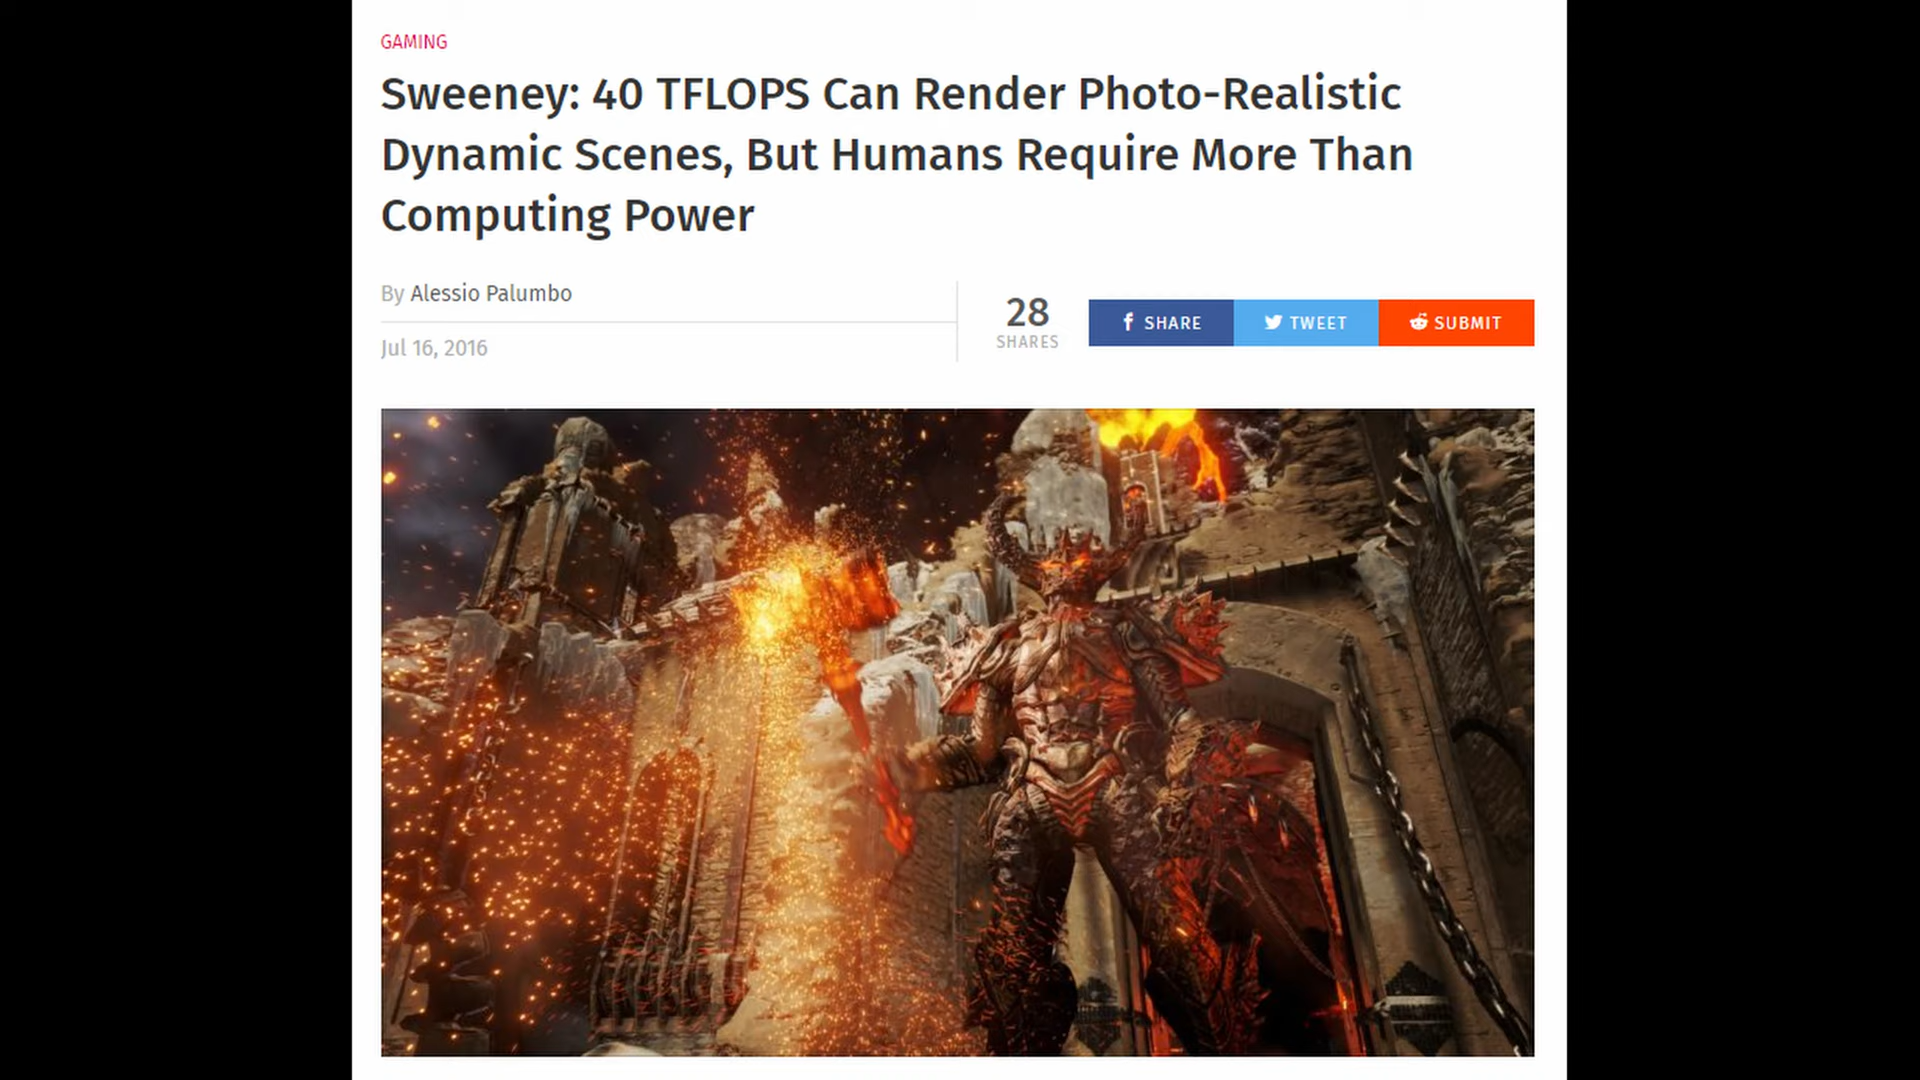 GAMING
Sweeney: 40 TFLOPS Can Render Photo-Realistic
Dynamic Scenes, But Humans Require More Than
Computing Power
By Alessio Palumbo
Jul 16, 2016
28
SHARES
SHARE
TWEET
SUBMIT